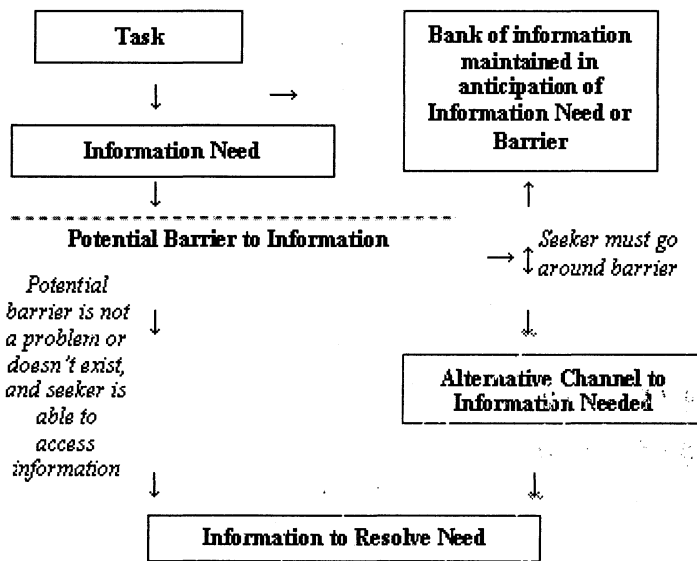 Task
Bank of information
maintained in
anticipation of
Information Need or
Barrier
Information Need
Potential Barrier to Information
Seeker must go
around barrier
Potential
barrier is not
a problem or
doesn't exist,
and seeker is
able to
access
information
Alternative Channel to
Information Needed
Information to Resolve Need